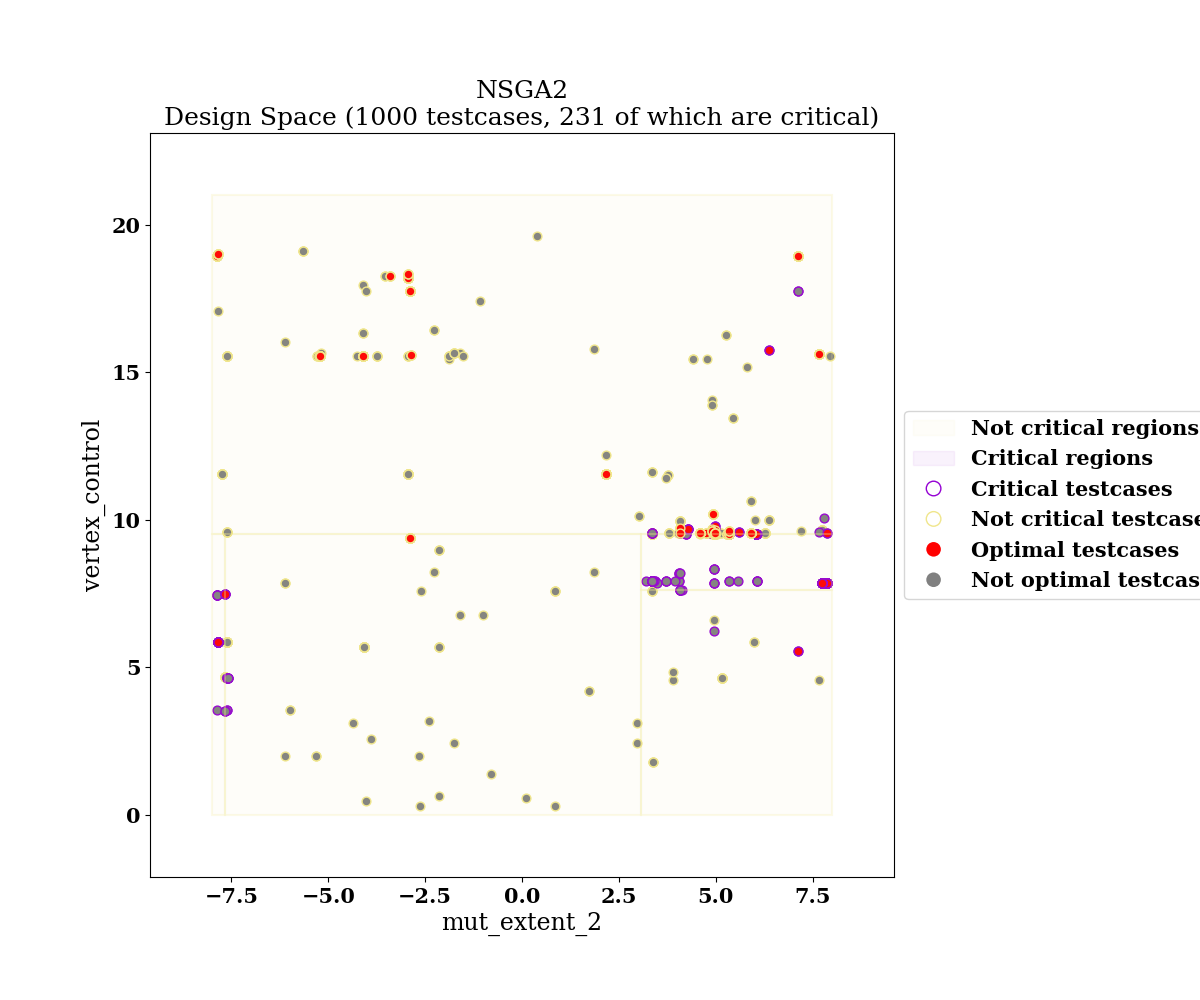 NSGA2
Design Space (1000 testcases, 231 of which are critical)
20
15
10
5
0
vertex_control
−7.5
−5.0
−2.5
0.0
2.5
5.0
7.5
mut_extent_2
Not critical regions
Critical regions
Critical testcases
Not critical testcase
Optimal testcases
Not optimal testcas